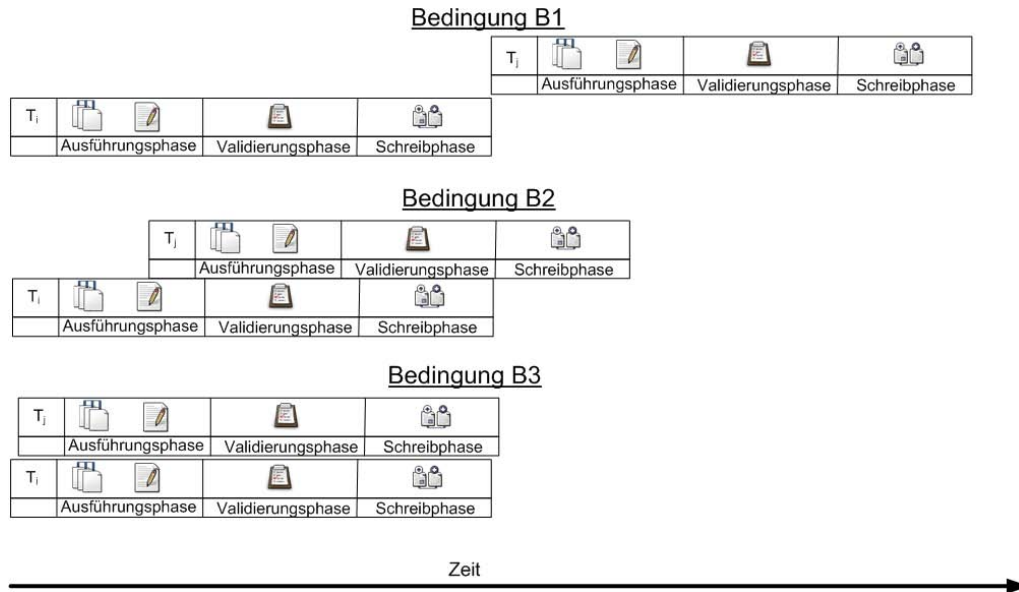 Bedingung B1
Tj
Ausführungsphase Validierungsphase Schreibphase
Ti
Ausführungsphase Validierungsphase Schreibphase
Bedingung B2
Tj
Ausführungsphase Validierungsphase Schreibphase
Ti
Ausführungsphase Validierungsphase Schreibphase
Bedingung B3
Tj
Ausführungsphase Validierungsphase Schreibphase
Ti
Ausführungsphase Validierungsphase Schreibphase
Zeit